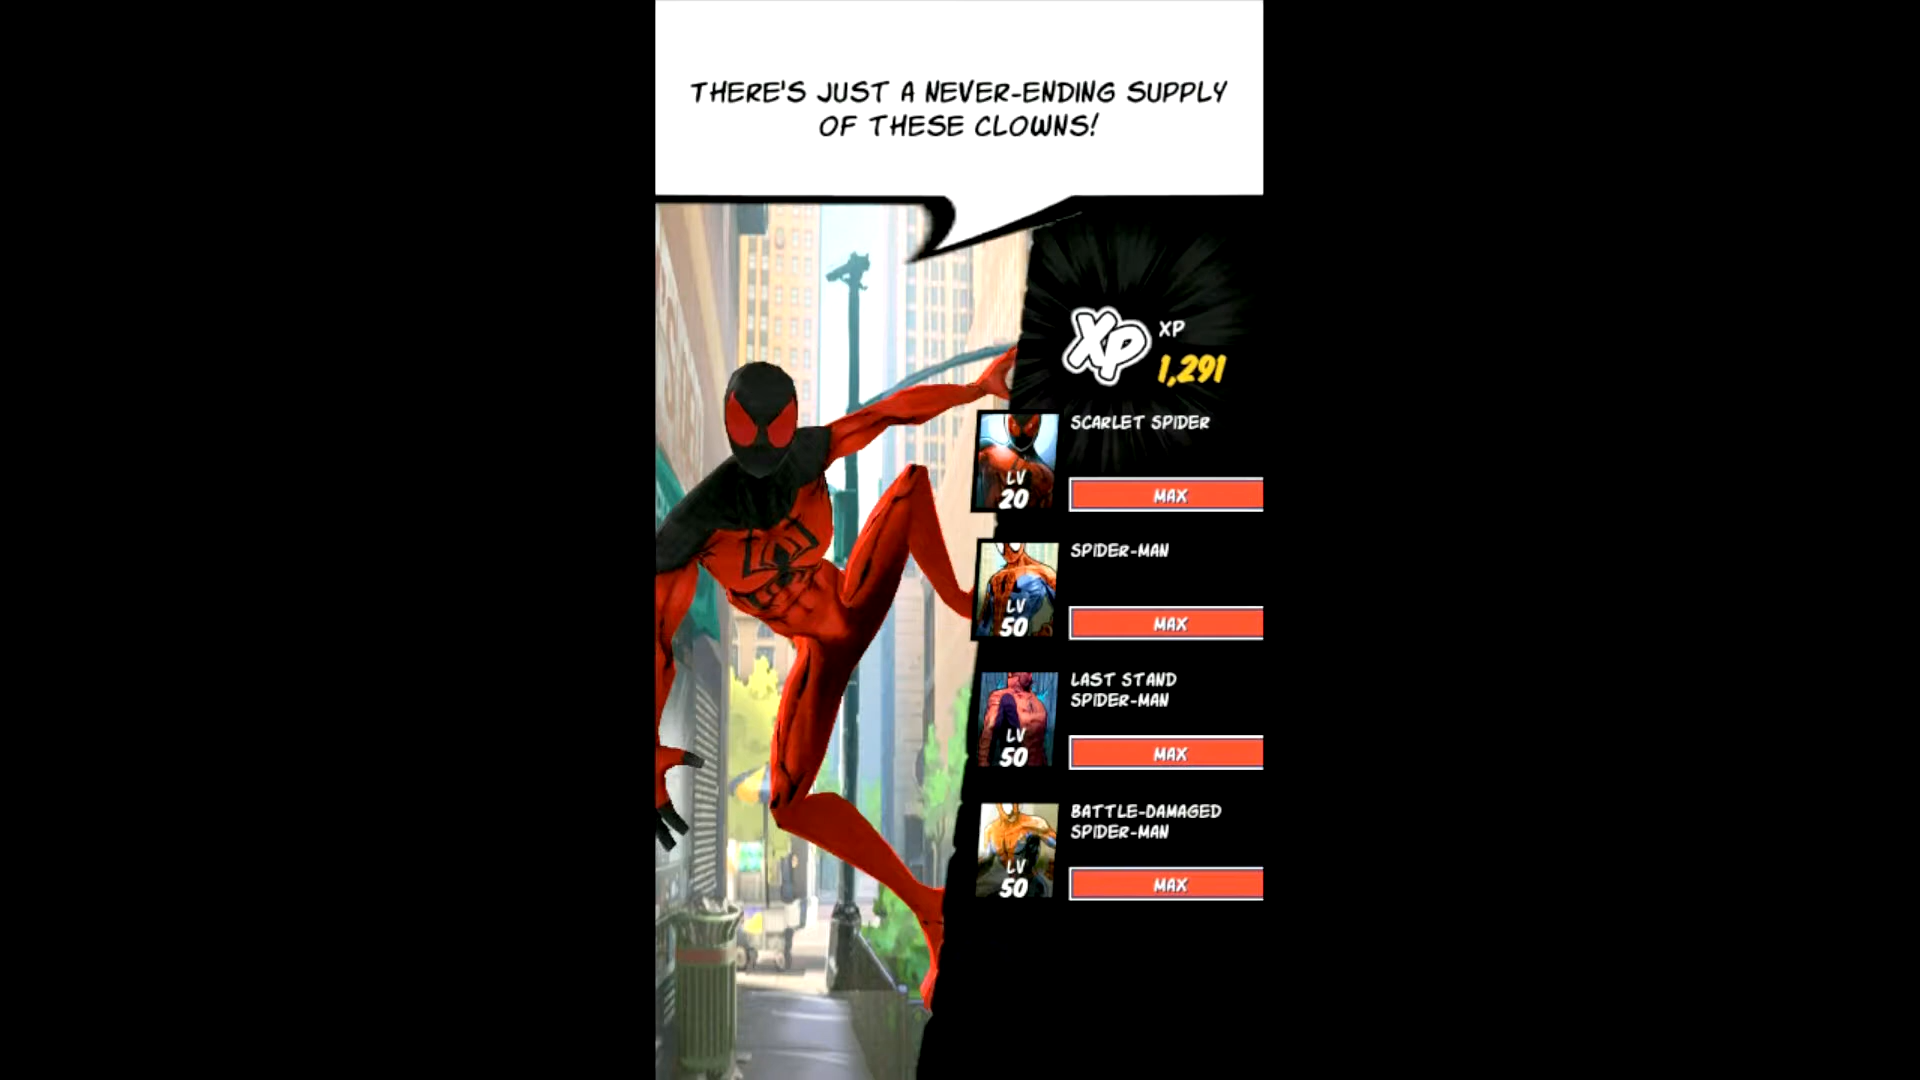 THERE'S JUST A NEVER-ENDING SUPPLY
OF THESE CLOWNS!
XP
XP
1,291
SCARLET SPIDER
LV
20
MAX
SPIDER-MAN
LV
50
MAX
LAST STAND
SPIDER-MAN
LV
50
MAX
BATTLE-DAMAGED
SPIDER-MAN
LV
50
MAX